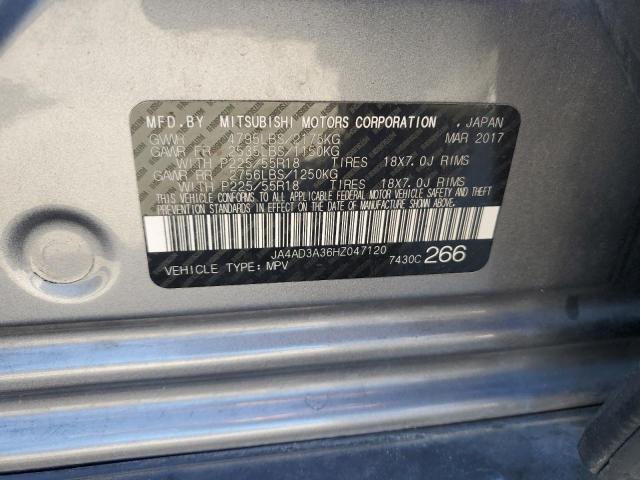 MFD.BY MITSUBISHI MOTORS CORPORATION , JAPAN
GVWR 4795LBS/2175KG MAR 2017
GAWR FR 2535LBS/1150KG
WITH P225/55R18 TIRES 18X7.0J RIMS
GAWR RR 2756LBS/1250KG
WITH P225/55R18 TIRES 18X7.0J RIMS
THIS VEHICLE CONFORMS TO ALL APPLICABLE FEDERAL MOTOR VEHICLE SAFETY AND
THEFT PREVENTION STANDARDS IN EFFECT ON THE DATE OF MANUFACTURE SHOWN ABOVE.
JA4AD3A36HZ047120
VEHICLE TYPE: MPV 7430C 266